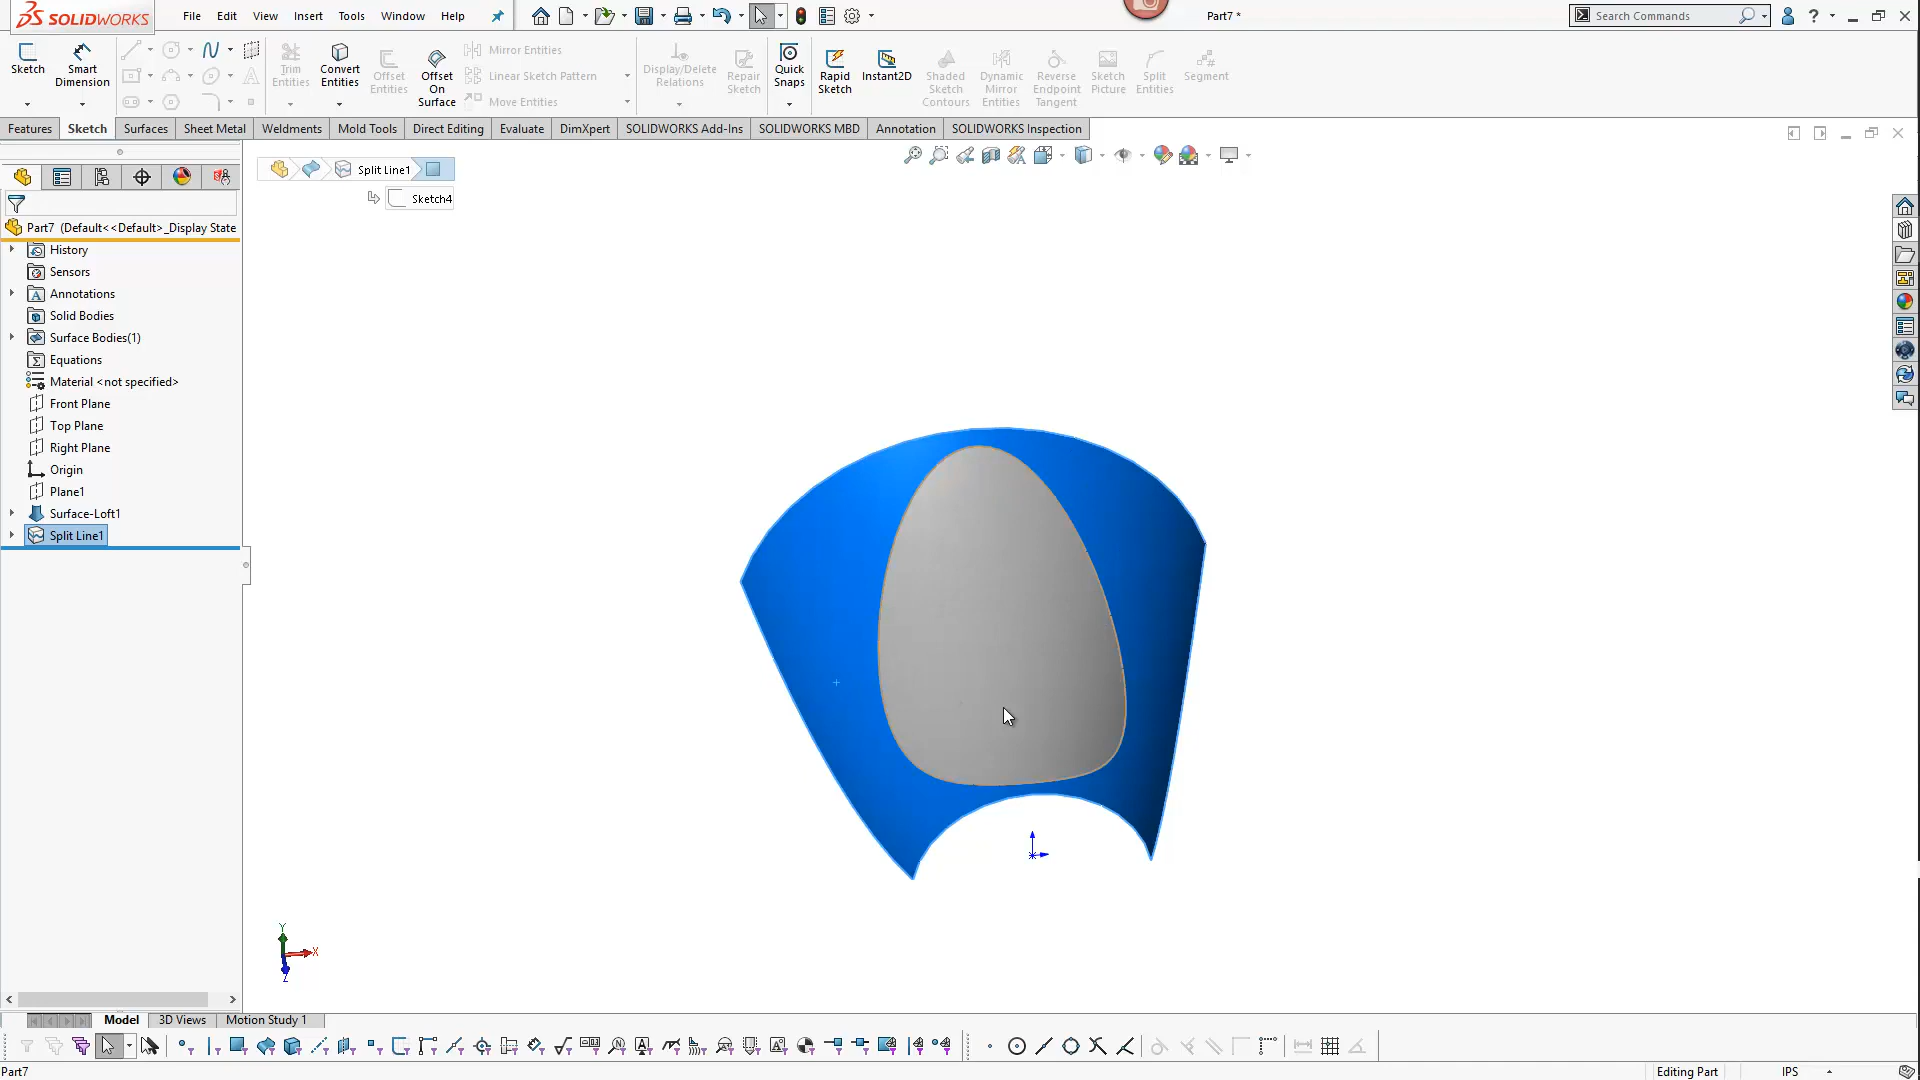 SOLIDWORKS File Edit View Insert Tools Window Help Part7 * Search Commands
Sketch Smart Dimension Trim Entities Convert Entities Offset Entities Offset On Surface Mirror Entities Linear Sketch Pattern Move Entities Display/Delete Relations Repair Sketch Quick Snaps Rapid Sketch Instant2D Shaded Sketch Contours Dynamic Mirror Entities Reverse Endpoint Tangent Sketch Picture Split Entities Segment
Features Sketch Surfaces Sheet Metal Weldments Mold Tools Direct Editing Evaluate DimXpert SOLIDWORKS Add-Ins SOLIDWORKS MBD Annotation SOLIDWORKS Inspection
Split Line1
Sketch4
Part7 (Default<<Default>_Display State
History
Sensors
Annotations
Solid Bodies
Surface Bodies(1)
Equations
Material <not specified>
Front Plane
Top Plane
Right Plane
Origin
Plane1
Surface-Loft1
Split Line1
Y
X
Z
Model 3D Views Motion Study 1
Part7 Editing Part IPS